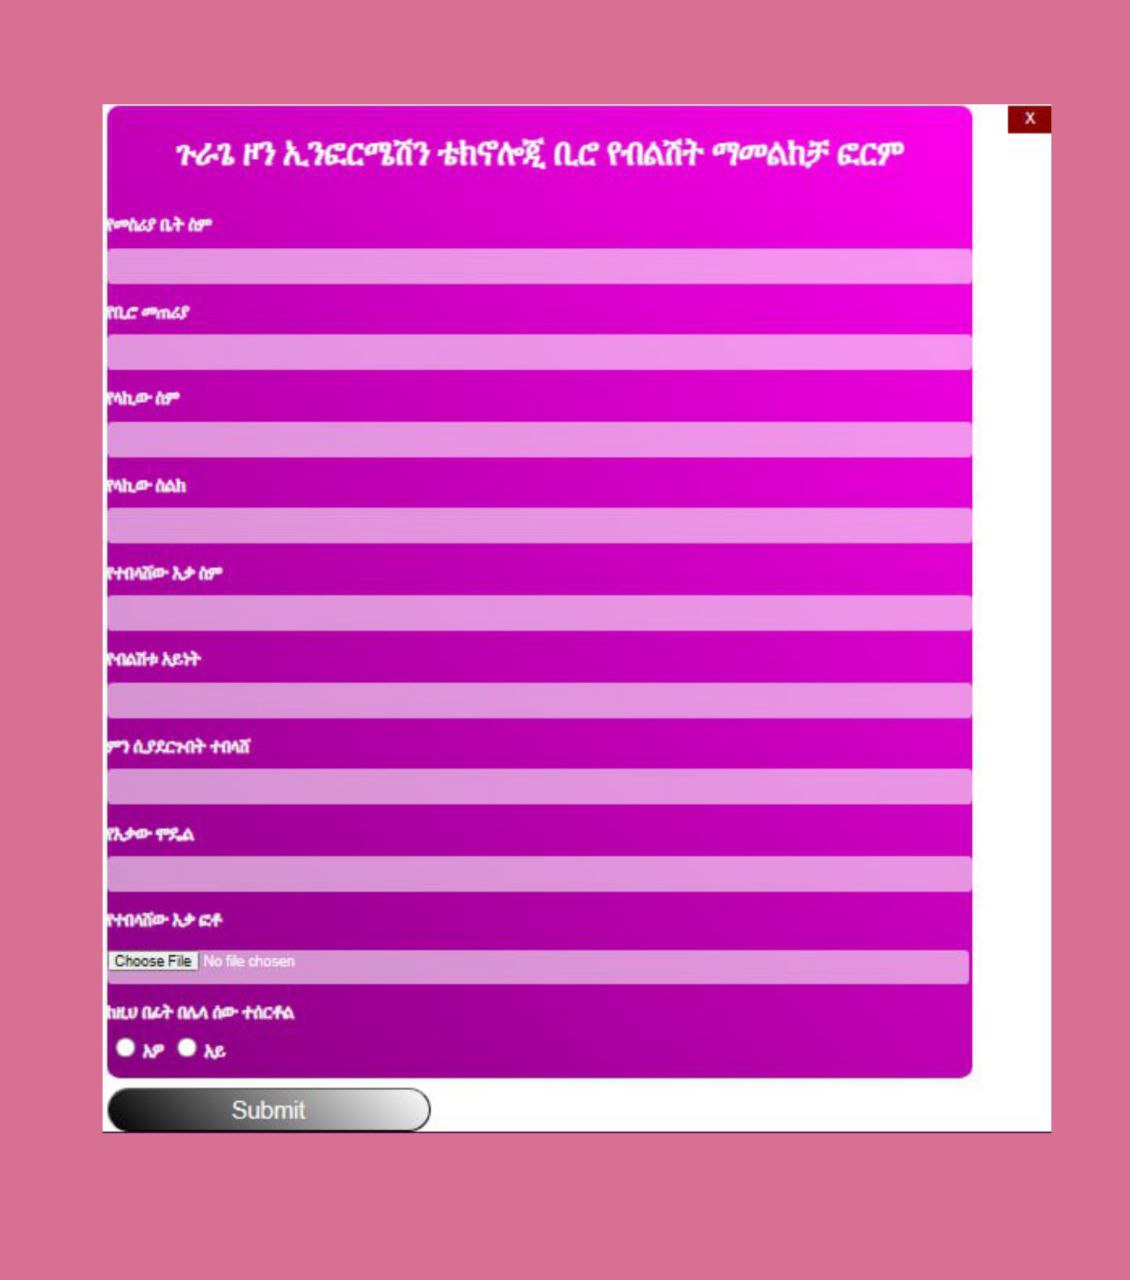 X
ጉራጌ ዞን ኢንፎርሜሽን ቴክኖሎጂ ቢሮ የብልሽት ማመልከቻ ፎርም
የመስሪያ ቤት ስም
የቢሮ መጠሪያ
የላኪው ስም
የላኪው ስልክ
የተበላሸው እቃ ስም
የብልሽቱ አይነት
ምን ሲያደርጉበት ተበላሸ
የእቃው ሞዴል
የተበላሸው እቃ ፎቶ
Choose File No file chosen
ከዚህ በፊት በሌላ ሰው ተሰርቶል
አዎ አይ
Submit